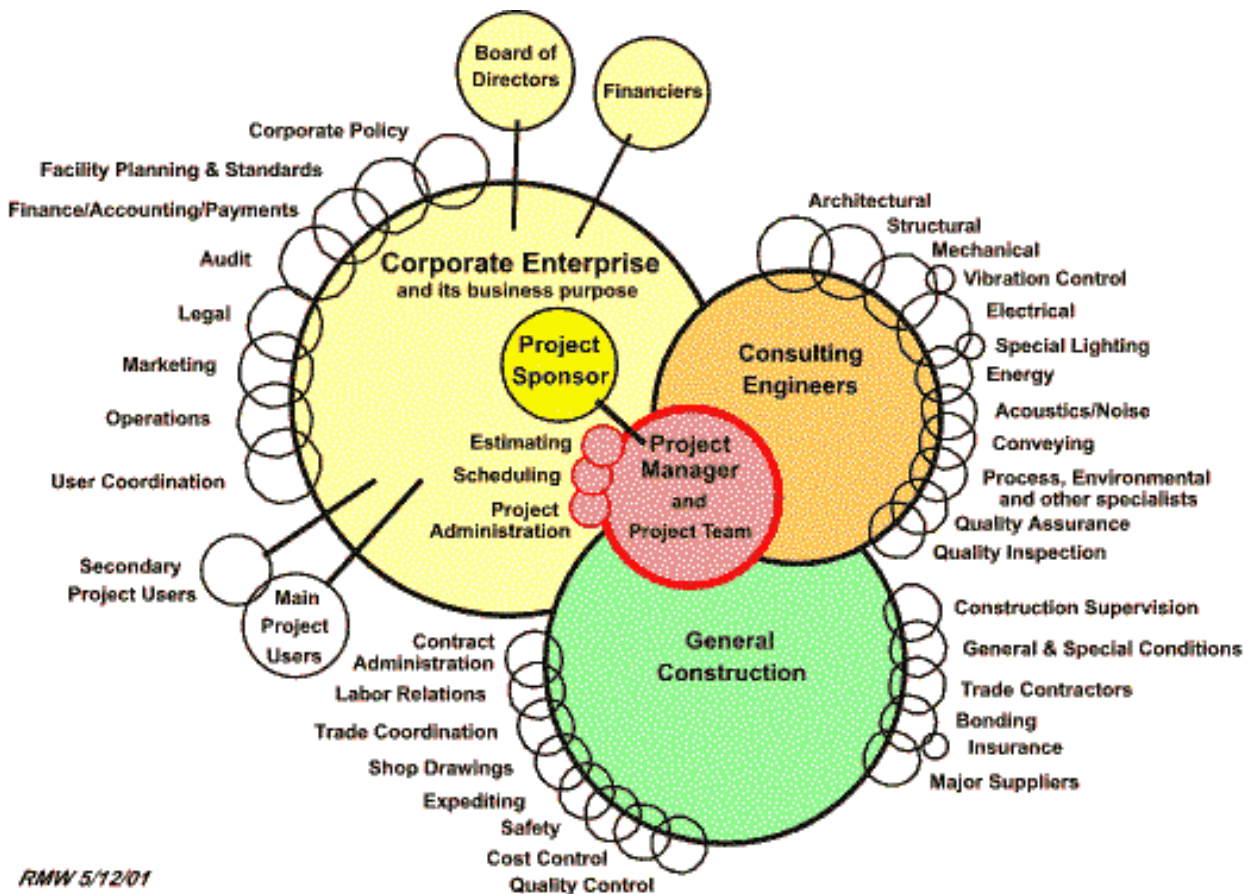 Board of
Directors
Financiers
Corporate Policy
Facility Planning & Standards
Finance/Accounting/Payments
Audit
Legal
Marketing
Operations
User Coordination
Secondary
Project Users
Main
Project
Users
Corporate Enterprise
and its business purpose
Project
Sponsor
Estimating
Scheduling
Project
Administration
Project
Manager
and
Project Team
Consulting
Engineers
Architectural
Structural
Mechanical
Vibration Control
Electrical
Special Lighting
Energy
Acoustics/Noise
Conveying
Process, Environmental
and other specialists
Quality Assurance
Quality Inspection
General
Construction
Construction Supervision
General & Special Conditions
Trade Contractors
Bonding
Insurance
Major Suppliers
Contract
Administration
Labor Relations
Trade Coordination
Shop Drawings
Expediting
Safety
Cost Control
Quality Control
RMW 5/12/01